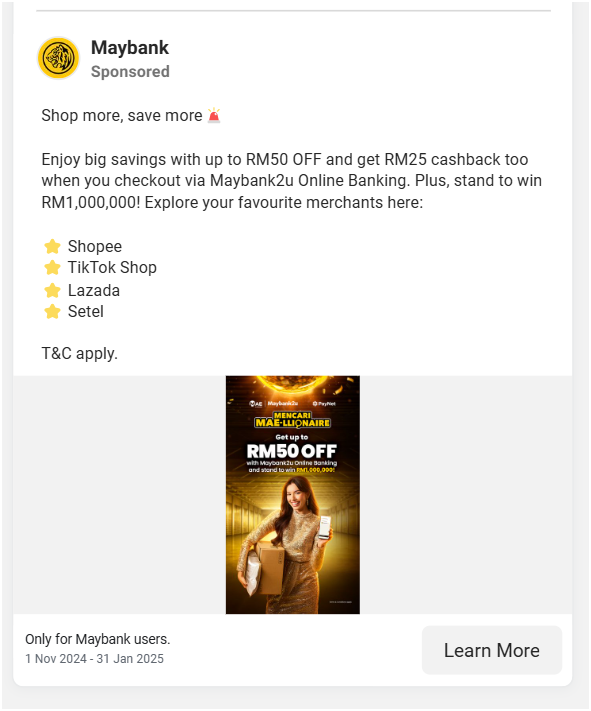 Maybank
Sponsored
Shop more, save more 🚨
Enjoy big savings with up to RM50 OFF and get RM25 cashback too
when you checkout via Maybank2u Online Banking. Plus, stand to win
RM1,000,000! Explore your favourite merchants here:
⭐ Shopee
⭐ TikTok Shop
⭐ Lazada
⭐ Setel
T&C apply.
MAE Maybank2u PayNet
MENCARI
MAE-LLIONAIRE
Get up to
RM50 OFF
with Maybank2u Online Banking
and stand to win RM1,000,000!
Only for Maybank users.
1 Nov 2024 - 31 Jan 2025
Learn More